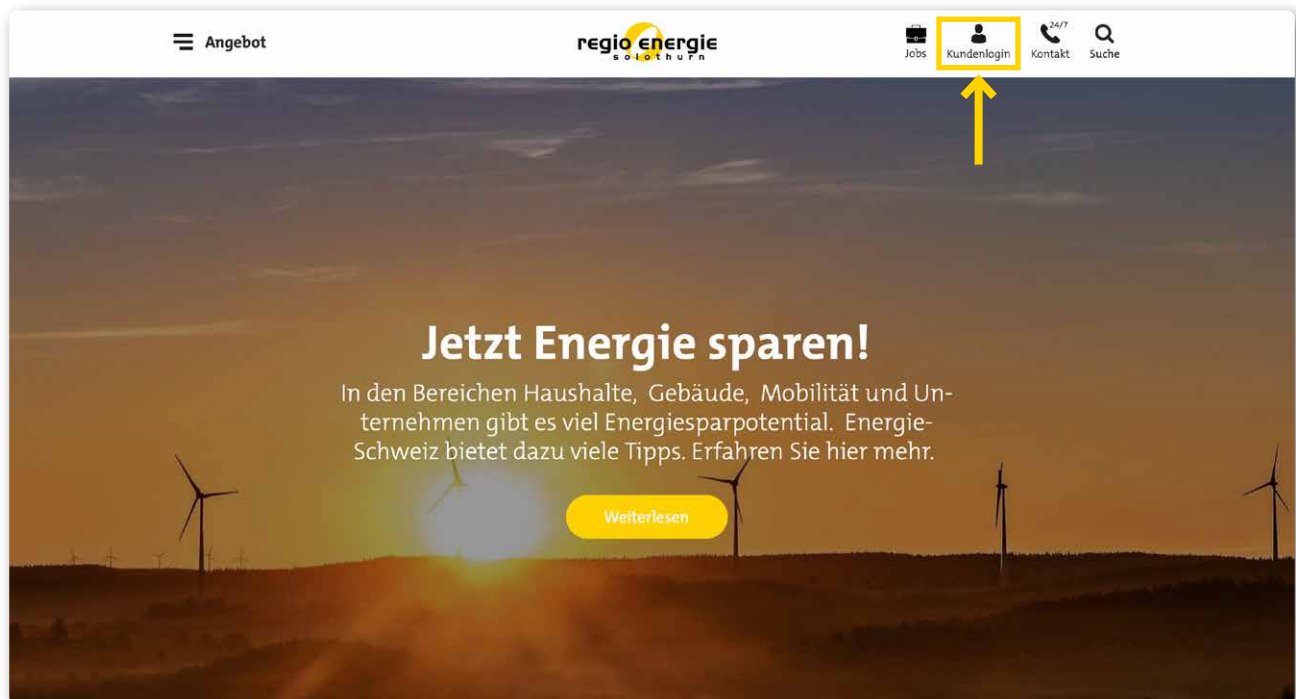 Angebot
regio energie
solothurn
Jobs
Kundenlogin
24/7
Kontakt
Suche
Jetzt Energie sparen!
In den Bereichen Haushalte, Gebäude, Mobilität und Un-
ternehmen gibt es viel Energiesparpotential. Energie-
Schweiz bietet dazu viele Tipps. Erfahren Sie hier mehr.
Weiterlesen